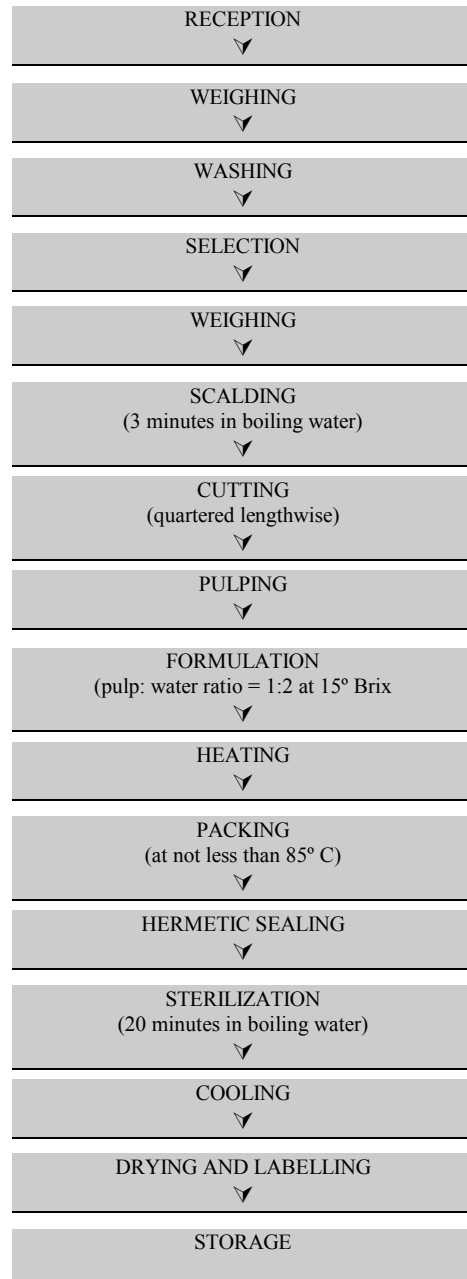 RECEPTION
WEIGHING
WASHING
SELECTION
WEIGHING
SCALDING
(3 minutes in boiling water)
CUTTING
(quartered lengthwise)
PULPING
FORMULATION
(pulp: water ratio = 1:2 at 15º Brix
HEATING
PACKING
(at not less than 85º C)
HERMETIC SEALING
STERILIZATION
(20 minutes in boiling water)
COOLING
DRYING AND LABELLING
STORAGE